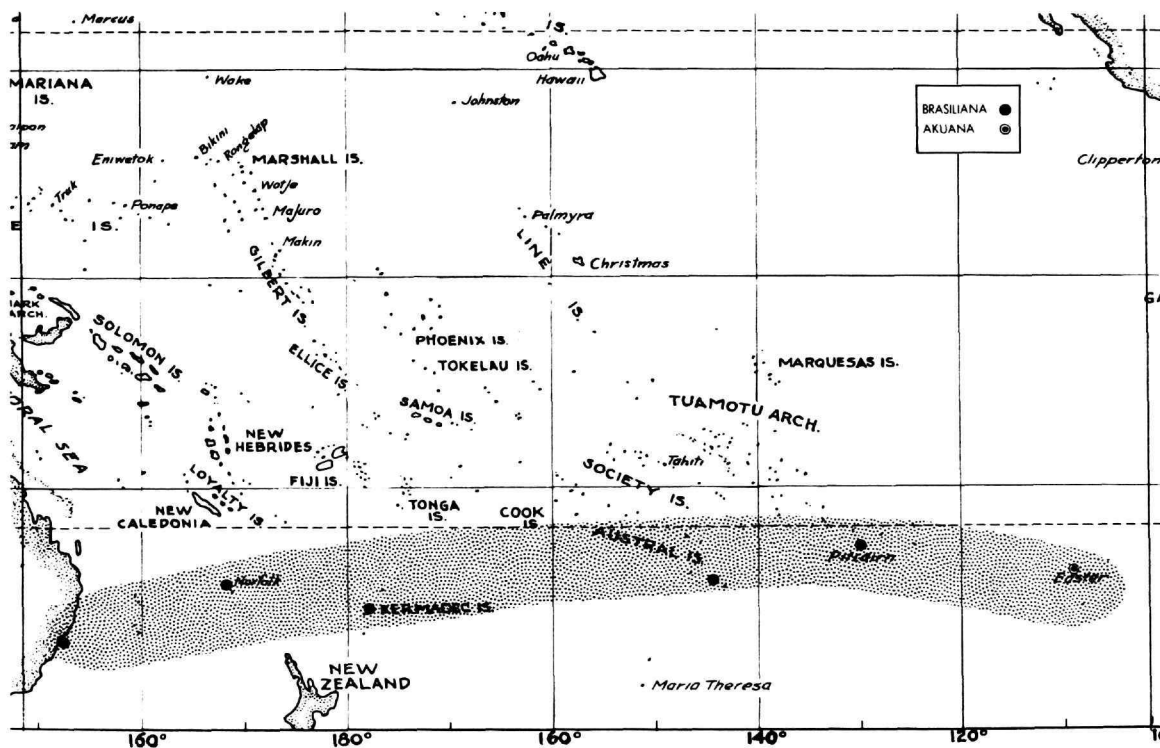 Marcus
IS.
Oahu
Hawaii
MARIANA
IS.
Wake
Johnston
BRASILIANA
AKUANA
Bikini
Rongelap
Eniwetok
MARSHALL IS.
Clipperton
Truk
Ponape
Wotje
Majuro
E IS.
Palmyra
Makin
GILBERT IS.
LINE IS.
Christmas
ARCH.
SOLOMON IS.
PHOENIX IS.
ELLICE IS.
TOKELAU IS.
MARQUESAS IS.
SAMOA IS.
TUAMOTU ARCH.
SEA
NEW
HEBRIDES
Tahiti
FIJI IS.
SOCIETY IS.
LOYALTY IS.
NEW
CALEDONIA
TONGA
IS.
COOK
IS.
AUSTRAL IS.
Pitcairn
Easter
Norfolk
KERMADEC IS.
NEW
ZEALAND
Maria Theresa
160° 180° 160° 140° 120°